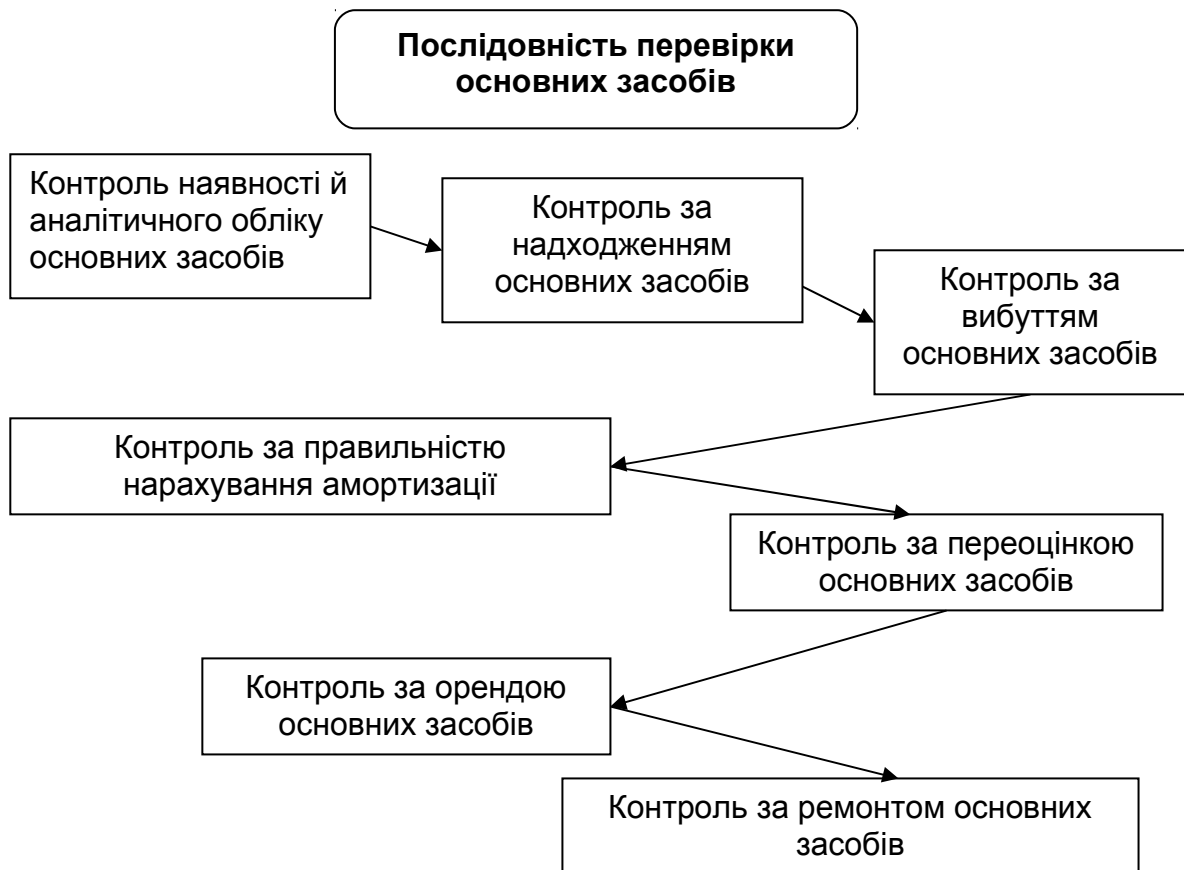 Послідовність перевірки
основних засобів
Контроль наявності й
аналітичного обліку
основних засобів
Контроль за
надходженням
основних засобів
Контроль за
вибуттям
основних засобів
Контроль за правильністю
нарахування амортизації
Контроль за переоцінкою
основних засобів
Контроль за орендою
основних засобів
Контроль за ремонтом основних
засобів